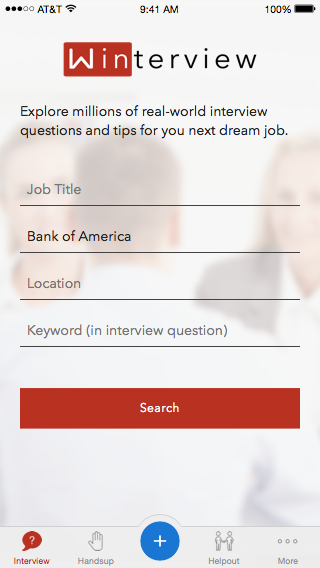 AT&T 9:41 AM 100%
Winterview
Explore millions of real-world interview
questions and tips for you next dream job.
Job Title
Bank of America
Location
Keyword (in interview question)
Search
?
+
Interview Handsup Helpout More